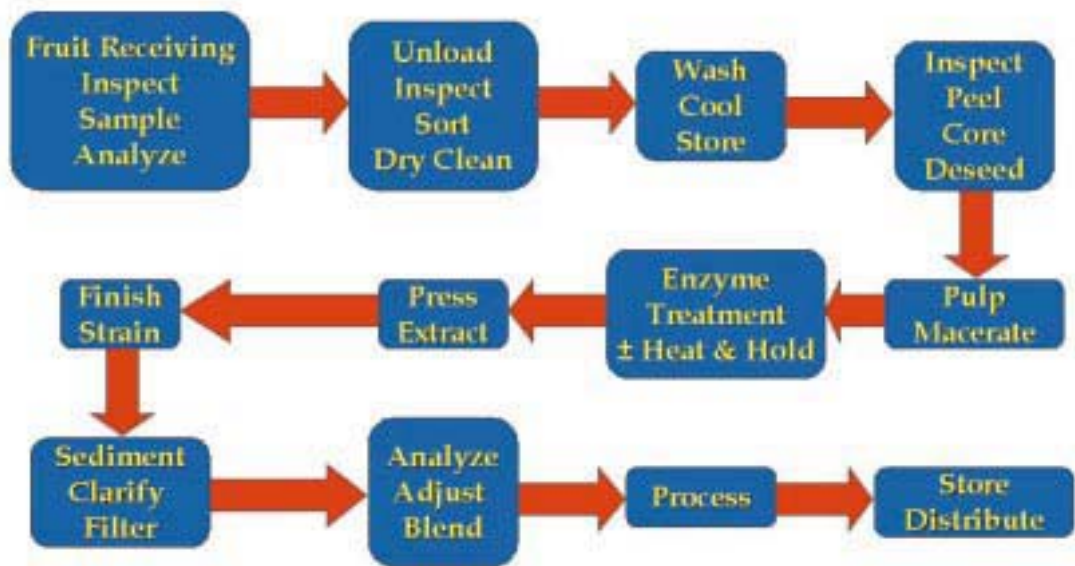 Fruit Receiving
Inspect
Sample
Analyze
Unload
Inspect
Sort
Dry Clean
Wash
Cool
Store
Inspect
Peel
Core
Deseed
Pulp
Macerate
Enzyme
Treatment
± Heat & Hold
Press
Extract
Finish
Strain
Sediment
Clarify
Filter
Analyze
Adjust
Blend
Process
Store
Distribute